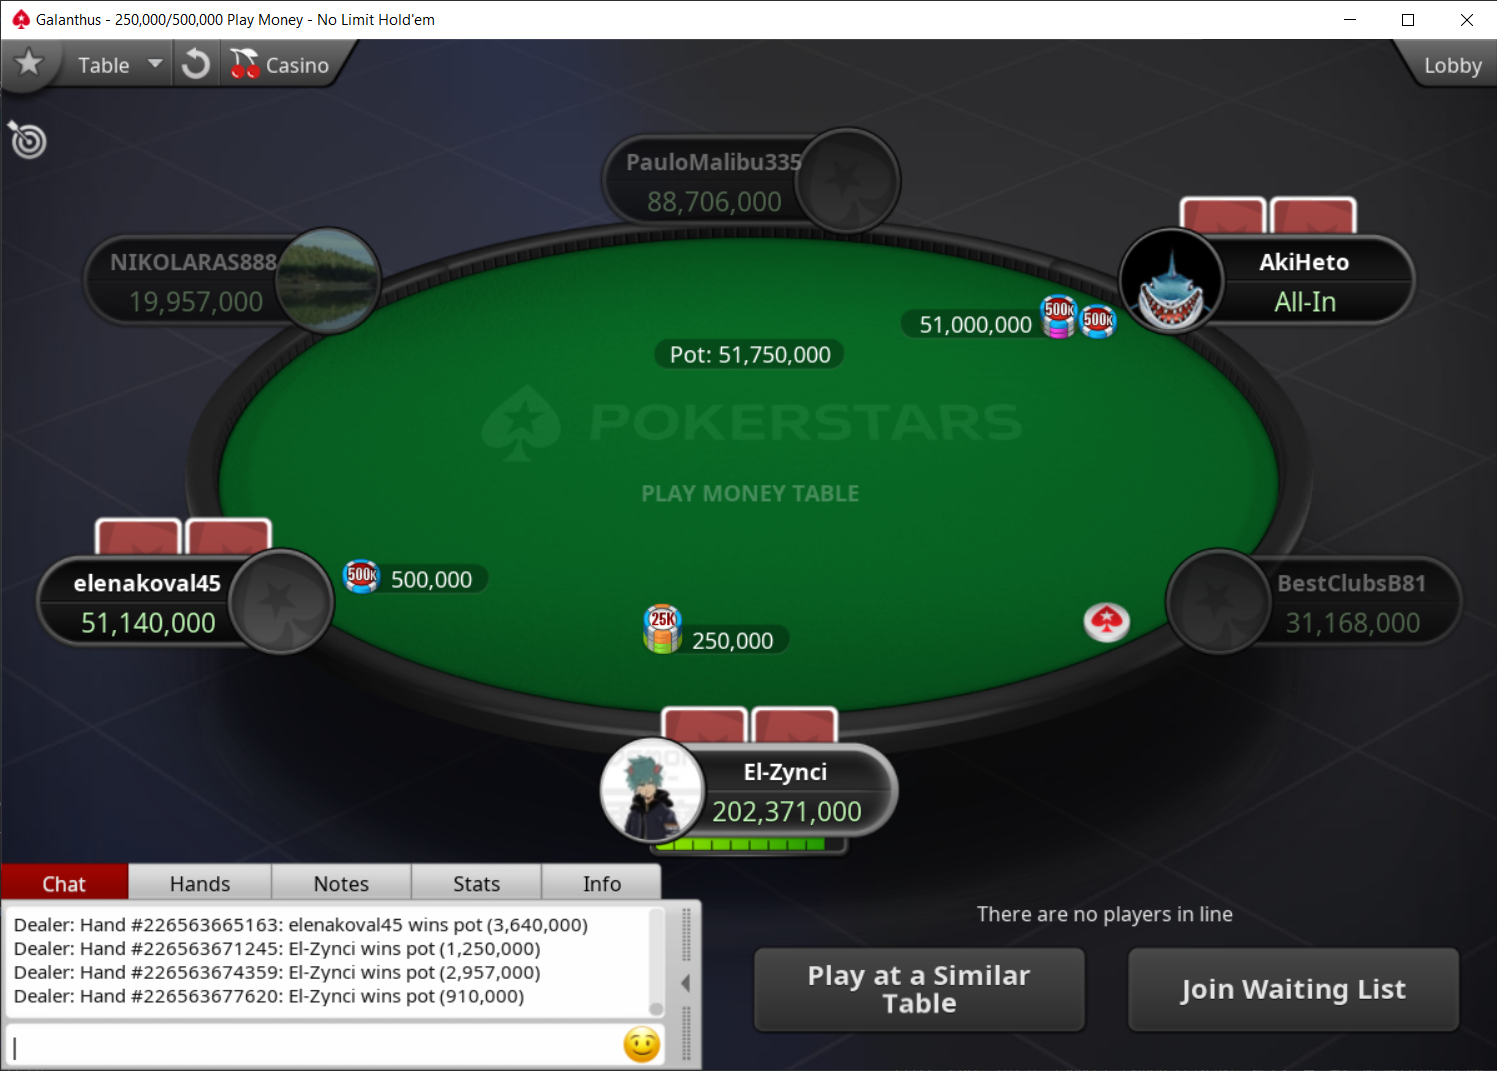 Galanthus - 250,000/500,000 Play Money - No Limit Hold'em
Table
Casino
Lobby
PauloMalibu335
88,706,000
NIKOLARAS888
19,957,000
AkiHeto
All-In
51,000,000
500K
500K
Pot: 51,750,000
POKERSTARS
PLAY MONEY TABLE
elenakoval45
51,140,000
500K
500,000
25K
250,000
BestClubsB81
31,168,000
El-Zynci
202,371,000
Chat
Hands
Notes
Stats
Info
Dealer: Hand #226563665163: elenakoval45 wins pot (3,640,000)
Dealer: Hand #226563671245: El-Zynci wins pot (1,250,000)
Dealer: Hand #226563674359: El-Zynci wins pot (2,957,000)
Dealer: Hand #226563677620: El-Zynci wins pot (910,000)
There are no players in line
Play at a Similar
Table
Join Waiting List